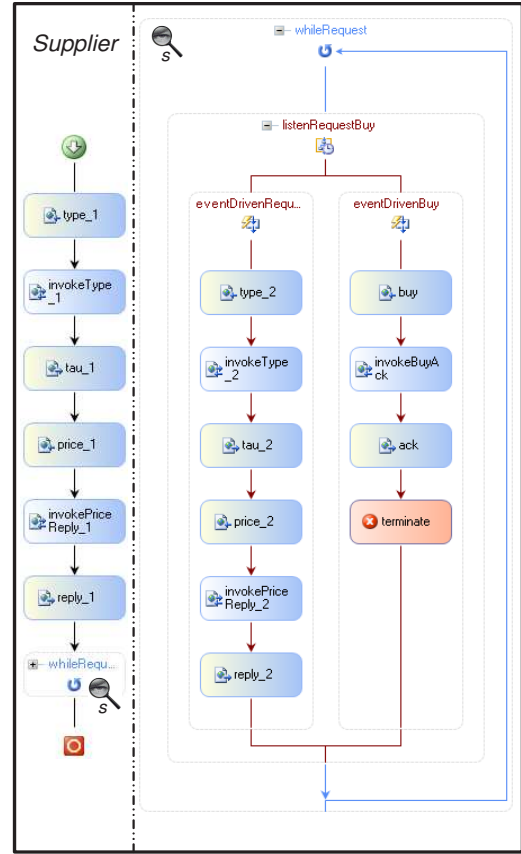 Supplier
type_1
invokeType
_1
tau_1
price_1
invokePrice
Reply_1
reply_1
whileRequ...
s
s
whileRequest
listenRequestBuy
eventDrivenRequ...
type_2
invokeType
_2
tau_2
price_2
invokePrice
Reply_2
reply_2
eventDrivenBuy
buy
invokeBuyA
ck
ack
terminate